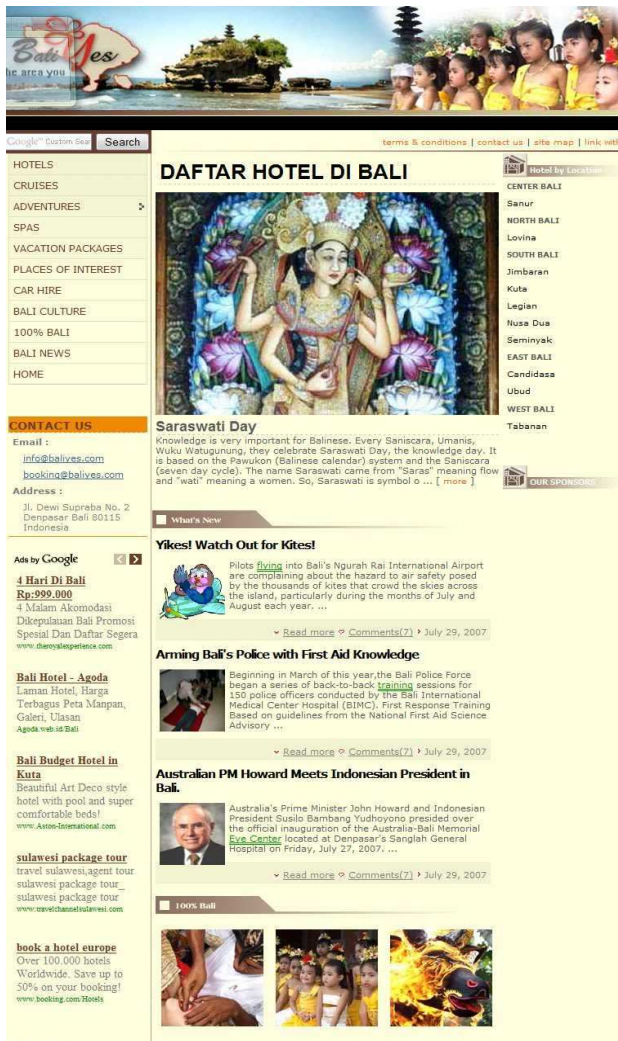 Bali Yes
he area you
Google™ Custom Sear
Search
terms & conditions | contact us | site map | link wit
HOTELS
CRUISES
ADVENTURES
SPAS
VACATION PACKAGES
PLACES OF INTEREST
CAR HIRE
BALI CULTURE
100% BALI
BALI NEWS
HOME
CONTACT US
Email :
info@balives.com
booking@balives.com
Address :
Jl. Dewi Supraba No. 2
Denpasar Bali 80115
Indonesia
Ads by Google
4 Hari Di Bali
Rp:999.000
4 Malam Akomodasi
Dikepulauan Bali Promosi
Spesial Dan Daftar Segera
www.theroyalexperience.com
Bali Hotel - Agoda
Laman Hotel, Harga
Terbagus Peta Manpan,
Galeri, Ulasan
Agoda.web.id/Bali
Bali Budget Hotel in
Kuta
Beautiful Art Deco style
hotel with pool and super
comfortable beds!
www.Aston-International.com
sulawesi package tour
travel sulawesi,agent tour
sulawesi package tour_
sulawesi package tour
www.travelchannelsulawesi.com
book a hotel europe
Over 100.000 hotels
Worldwide. Save up to
50% on your booking!
www.booking.com/Hotels
DAFTAR HOTEL DI BALI
Saraswati Day
Knowledge is very important for Balinese. Every Saniscara, Umanis,
Wuku Watugunung, they celebrate Saraswati Day, the knowledge day. It
is based on the Pawukon (Balinese calendar) system and the Saniscara
(seven day cycle). The name Saraswati came from "Saras" meaning flow
and "wati" meaning a women. So, Saraswati is symbol o ... [ more ]
What's New
Yikes! Watch Out for Kites!
Pilots flying into Bali's Ngurah Rai International Airport
are complaining about the hazard to air safety posed
by the thousands of kites that crowd the skies across
the island, particularly during the months of July and
August each year. ...
Read more Comments(7) July 29, 2007
Arming Bali's Police with First Aid Knowledge
Beginning in March of this year,the Bali Police Force
began a series of back-to-back training sessions for
150 police officers conducted by the Bali International
Medical Center Hospital (BIMC). First Response Training
Based on guidelines from the National First Aid Science
Advisory ...
Read more Comments(7) July 29, 2007
Australian PM Howard Meets Indonesian President in
Bali.
Australia's Prime Minister John Howard and Indonesian
President Susilo Bambang Yudhoyono presided over
the official inauguration of the Australia-Bali Memorial
Eye Center located at Denpasar's Sanglah General
Hospital on Friday, July 27, 2007. ...
Read more Comments(7) July 29, 2007
100% Bali
Hotel by Location
CENTER BALI
Sanur
NORTH BALI
Lovina
SOUTH BALI
Jimbaran
Kuta
Legian
Nusa Dua
Seminyak
EAST BALI
Candidasa
Ubud
WEST BALI
Tabanan
OUR SPONSORS